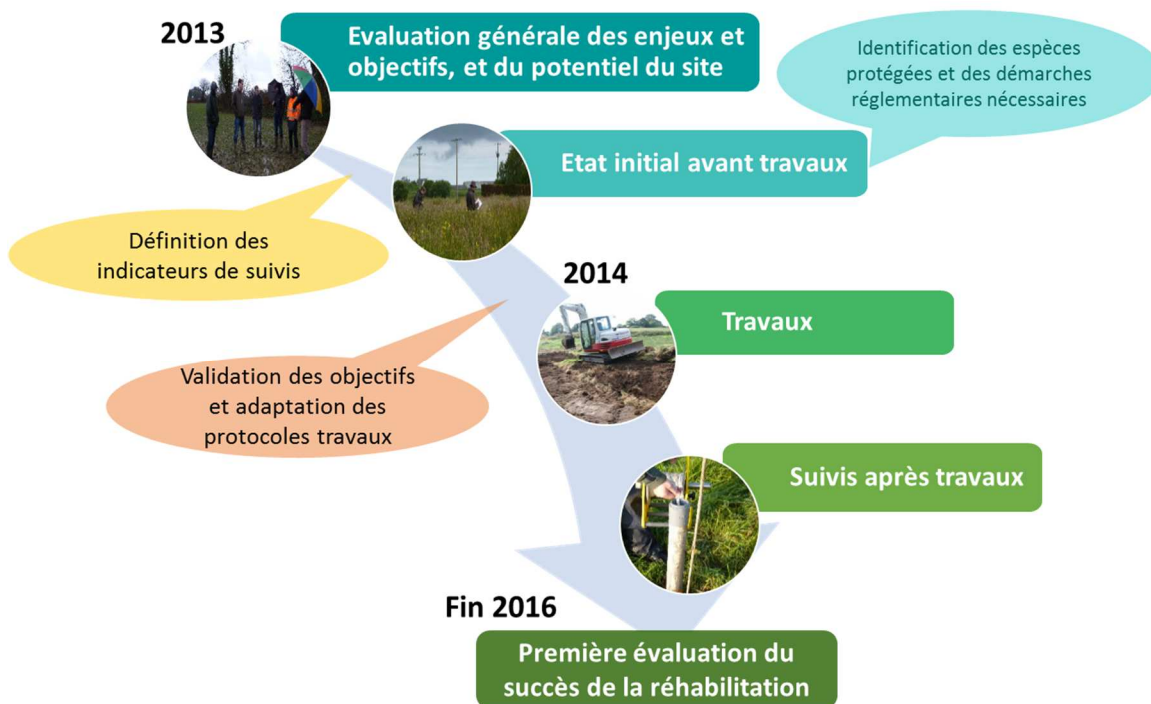 2013
Evaluation générale des enjeux et
objectifs, et du potentiel du site
Identification des espèces
protégées et des démarches
réglementaires nécessaires
Etat initial avant travaux
Définition des
indicateurs de suivis
2014
Travaux
Validation des objectifs
et adaptation des
protocoles travaux
Suivis après travaux
Fin 2016
Première évaluation du
succès de la réhabilitation